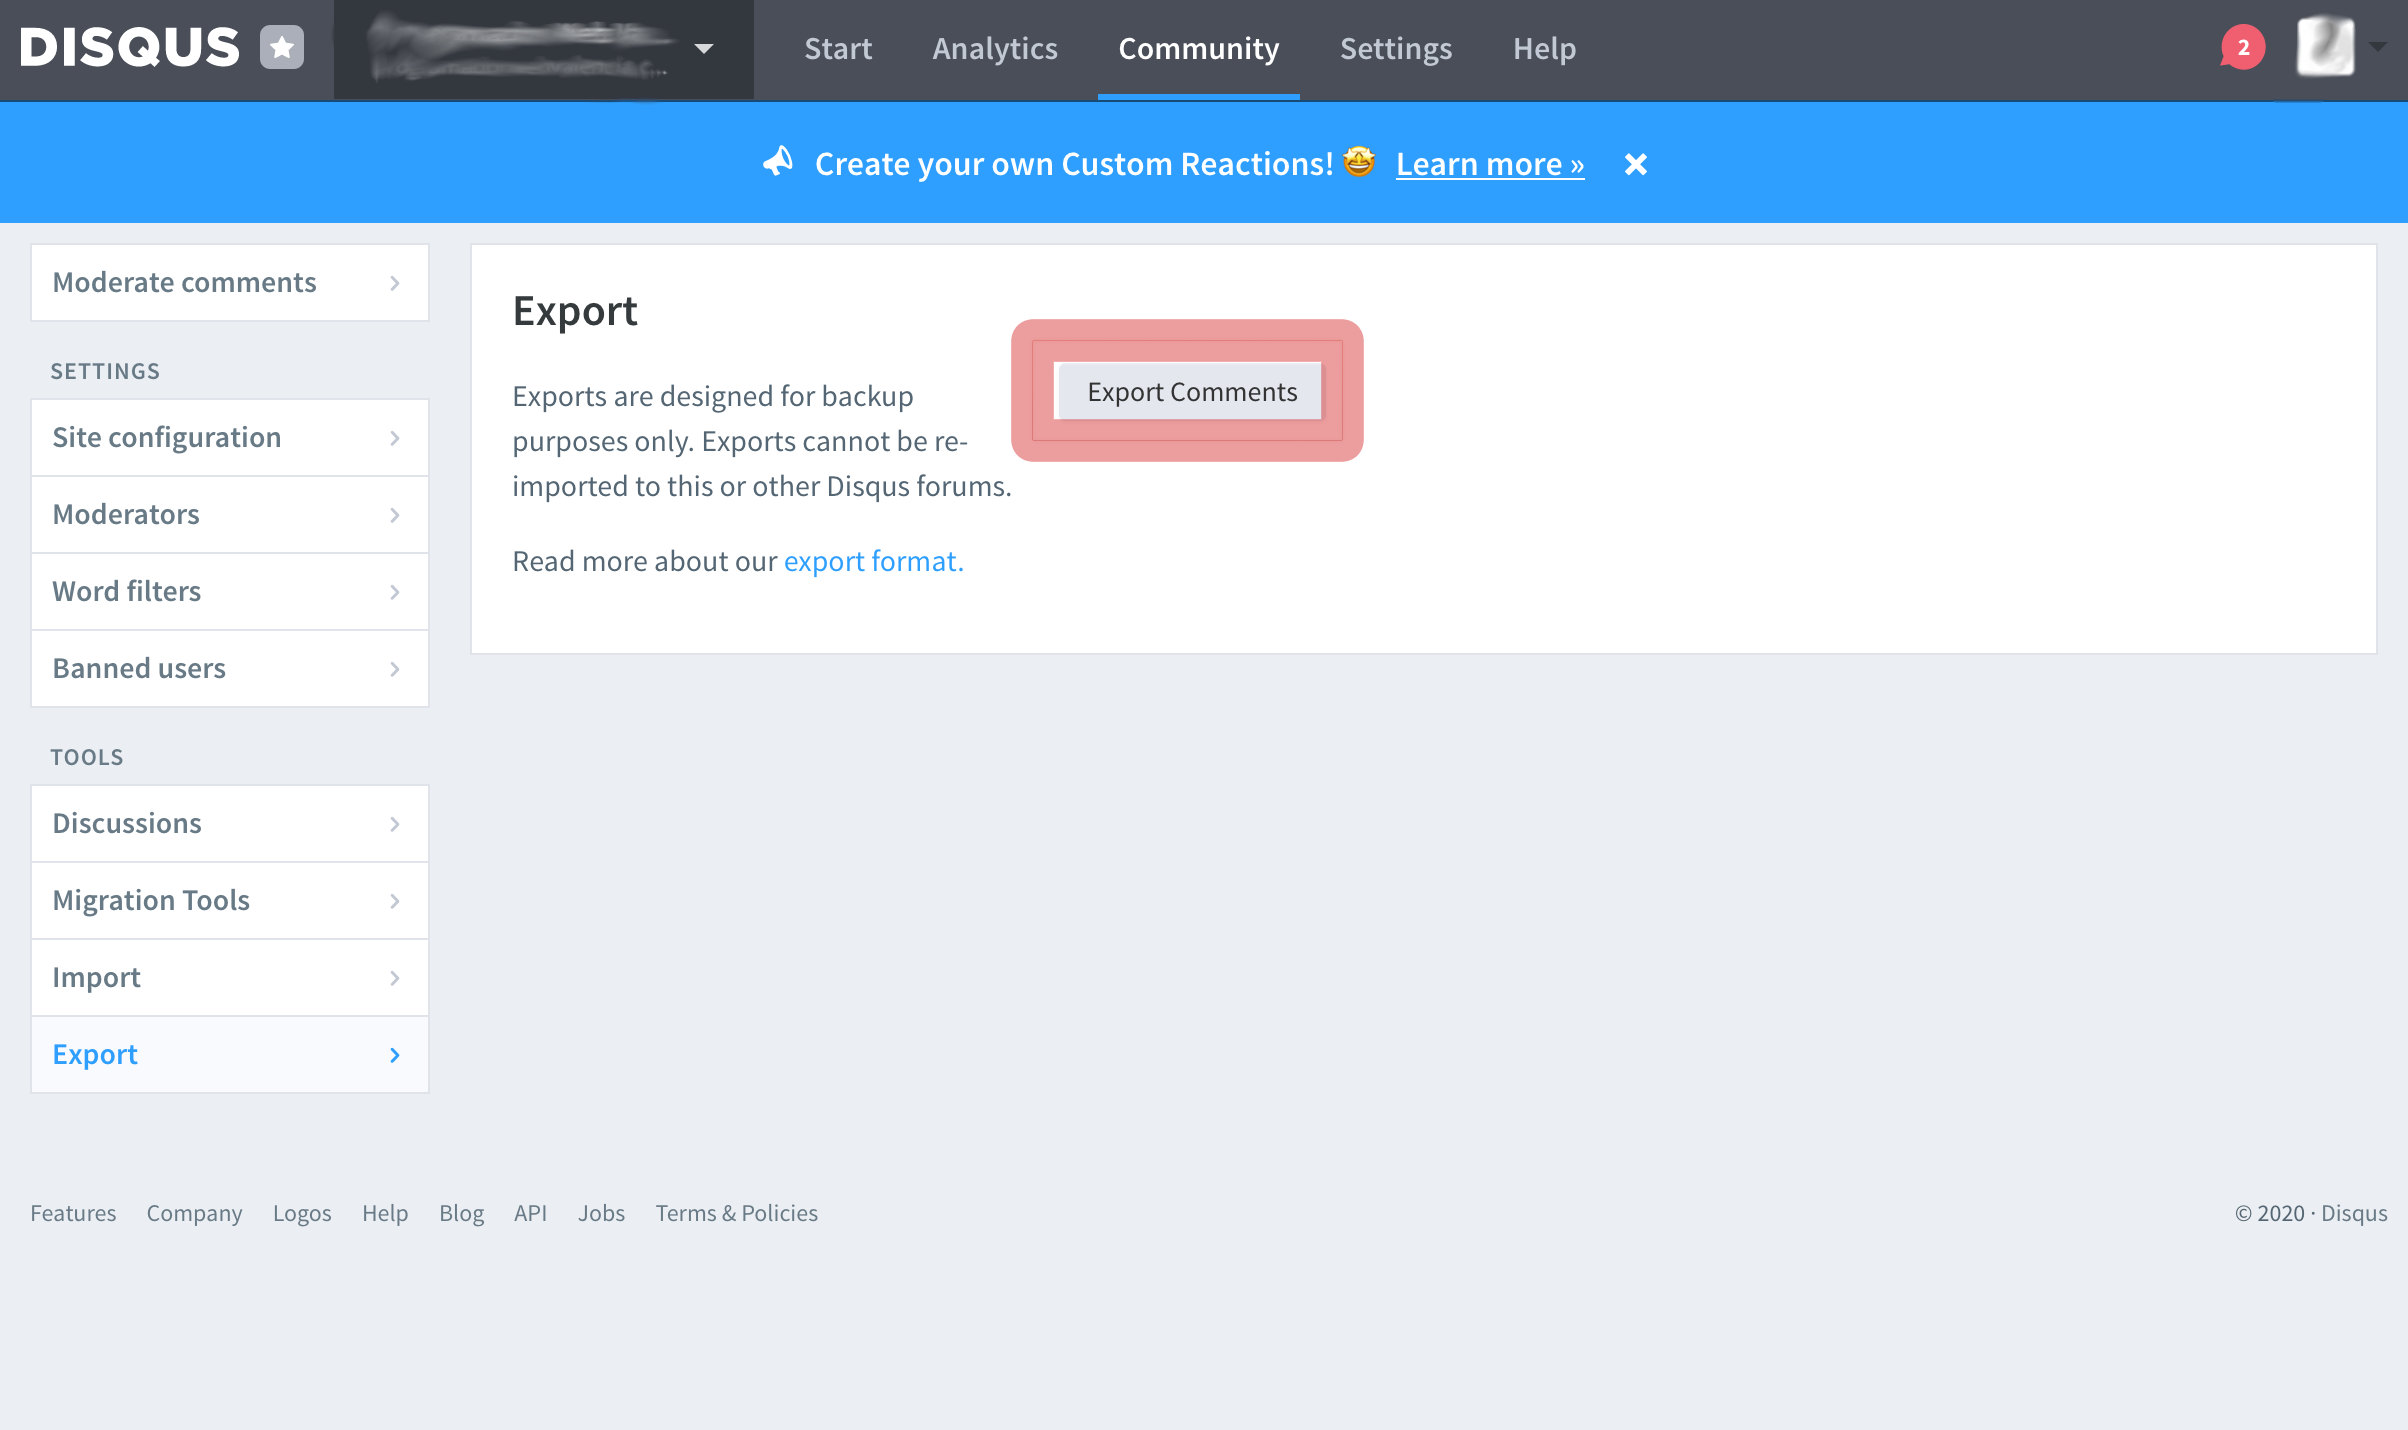 DISQUS
Start
Analytics
Community
Settings
Help
2
Create your own Custom Reactions! 🤩 Learn more »
Moderate comments
SETTINGS
Site configuration
Moderators
Word filters
Banned users
TOOLS
Discussions
Migration Tools
Import
Export
Export
Exports are designed for backup
purposes only. Exports cannot be re-
imported to this or other Disqus forums.
Read more about our export format.
Export Comments
Features
Company
Logos
Help
Blog
API
Jobs
Terms & Policies
© 2020 · Disqus